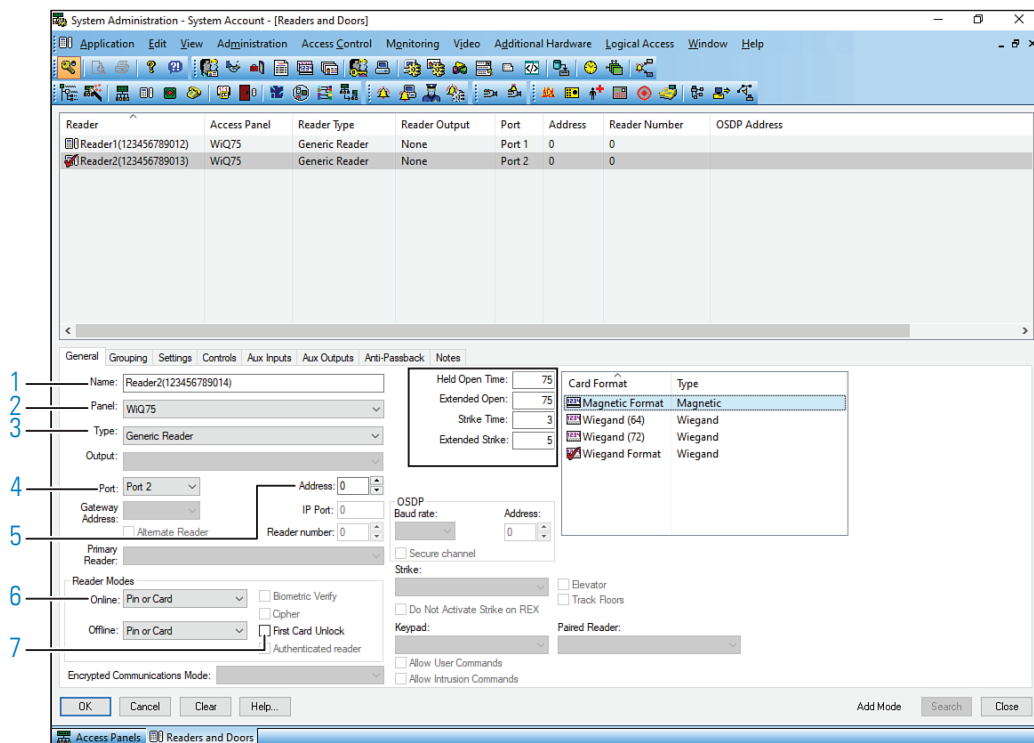 System Administration - System Account - [Readers and Doors]
Application Edit View Administration Access Control Monitoring Video Additional Hardware Logical Access Window Help
Reader Access Panel Reader Type Reader Output Port Address Reader Number OSDP Address
Reader1(123456789012) WiQ75 Generic Reader None Port 1 0 0
Reader2(123456789013) WiQ75 Generic Reader None Port 2 0 0
General Grouping Settings Controls Aux Inputs Aux Outputs Anti-Passback Notes
1 Name: Reader2(123456789014) Held Open Time: 75 Card Format Type
2 Panel: WiQ75 Extended Open: 75 Magnetic Format Magnetic
3 Type: Generic Reader Strike Time: 3 Wiegand (64) Wiegand
Extended Strike: 5 Wiegand (72) Wiegand
Output: Wiegand Format Wiegand
4 Port: Port 2 Address: 0
5
OSDP
Gateway Address: IP Port: 0 Baud rate: Address:
Alternate Reader Reader number: 0 0
Primary Reader: Secure channel
Strike:
Reader Modes
6 Online: Pin or Card Biometric Verify Elevator
Cipher Do Not Activate Strike on REX Track Floors
Offline: Pin or Card First Card Unlock Keypad: Paired Reader:
7 Authenticated reader
Allow User Commands
Encrypted Communications Mode: Allow Intrusion Commands
OK Cancel Clear Help... Add Mode Search Close
Access Panels Readers and Doors